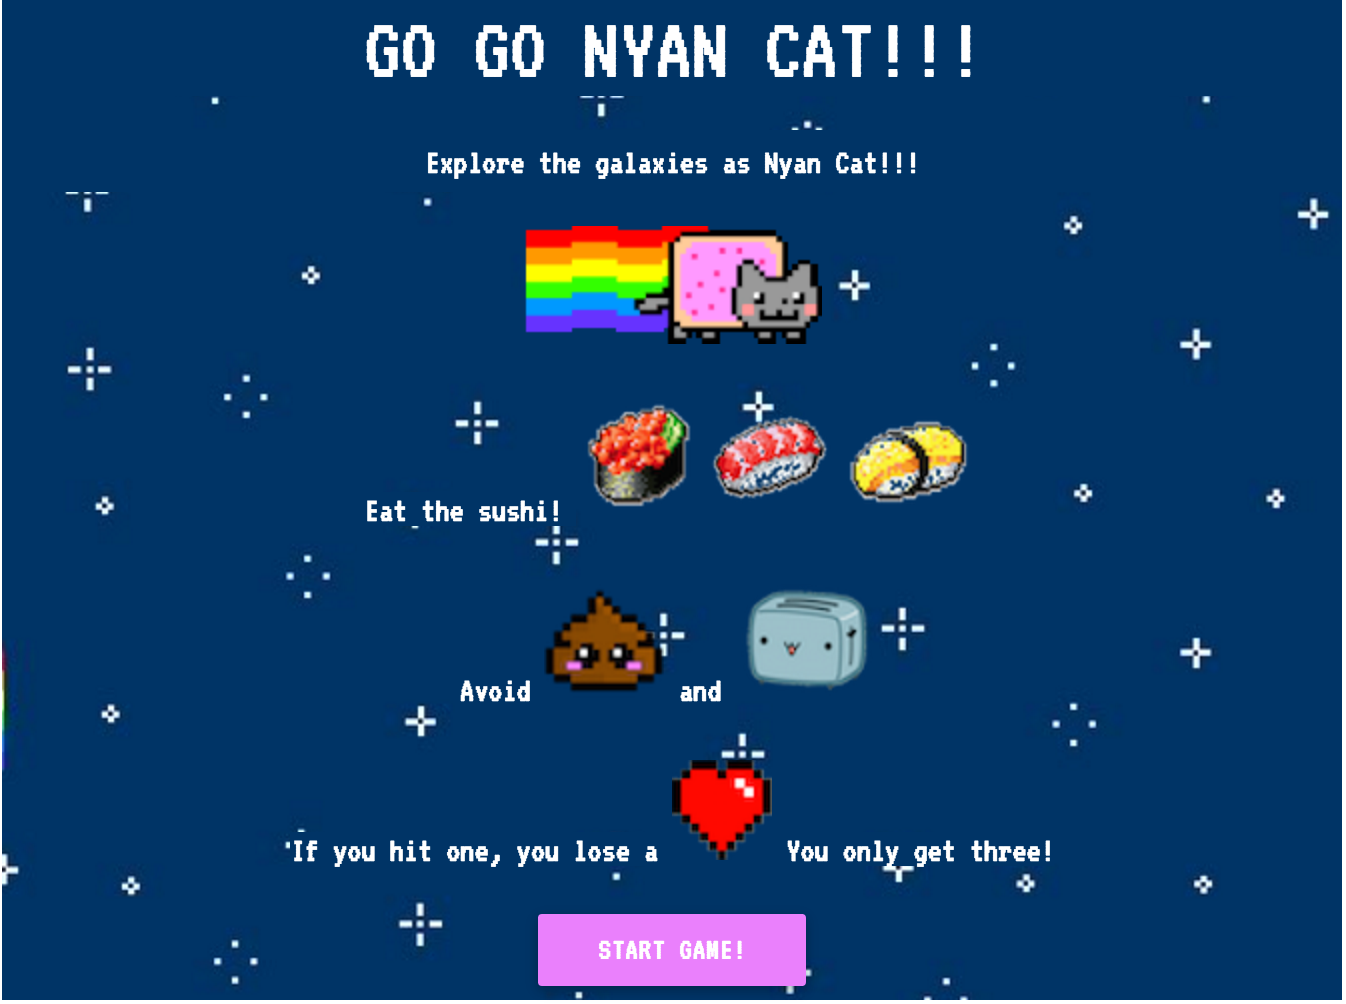 GO GO NYAN CAT!!!
Explore the galaxies as Nyan Cat!!!
Eat the sushi!
Avoid and
If you hit one, you lose a You only get three!
START GAME!